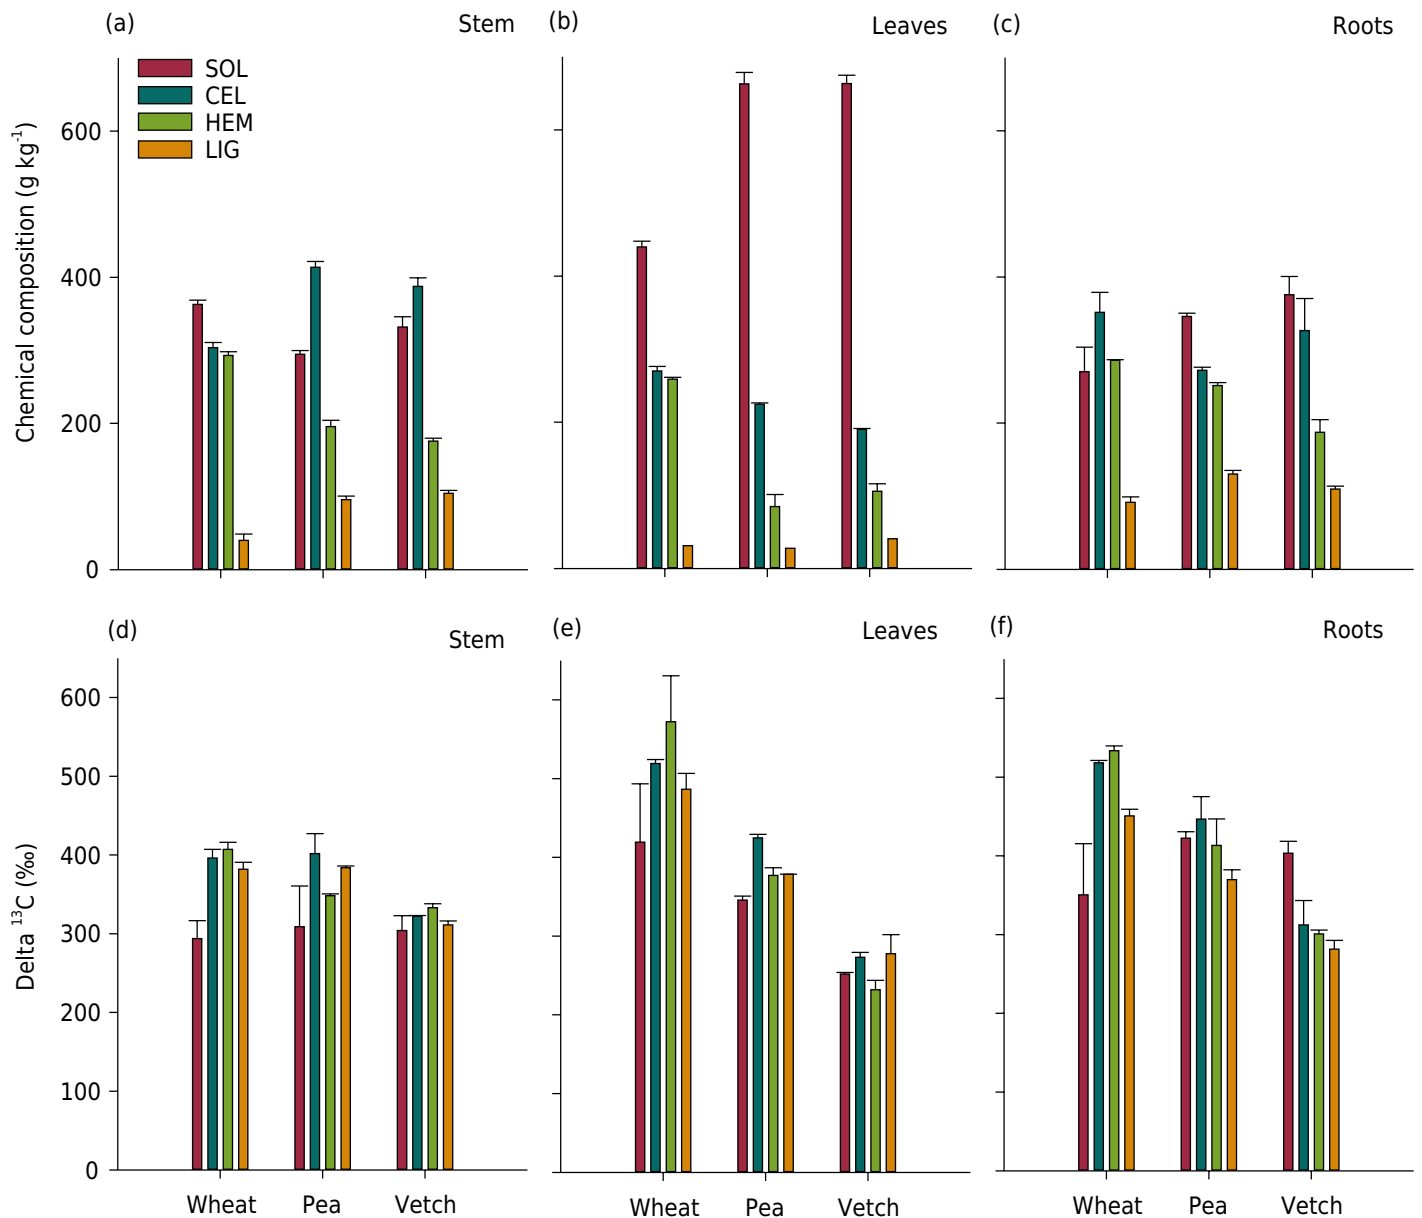 (a)
Stem
(b)
Leaves
(c)
Roots
SOL
CEL
HEM
LIG
Chemical composition (g kg⁻¹)
600
400
200
0
(d)
Stem
(e)
Leaves
(f)
Roots
Delta ¹³C (‰)
600
500
400
300
200
100
0
Wheat
Pea
Vetch
Wheat
Pea
Vetch
Wheat
Pea
Vetch